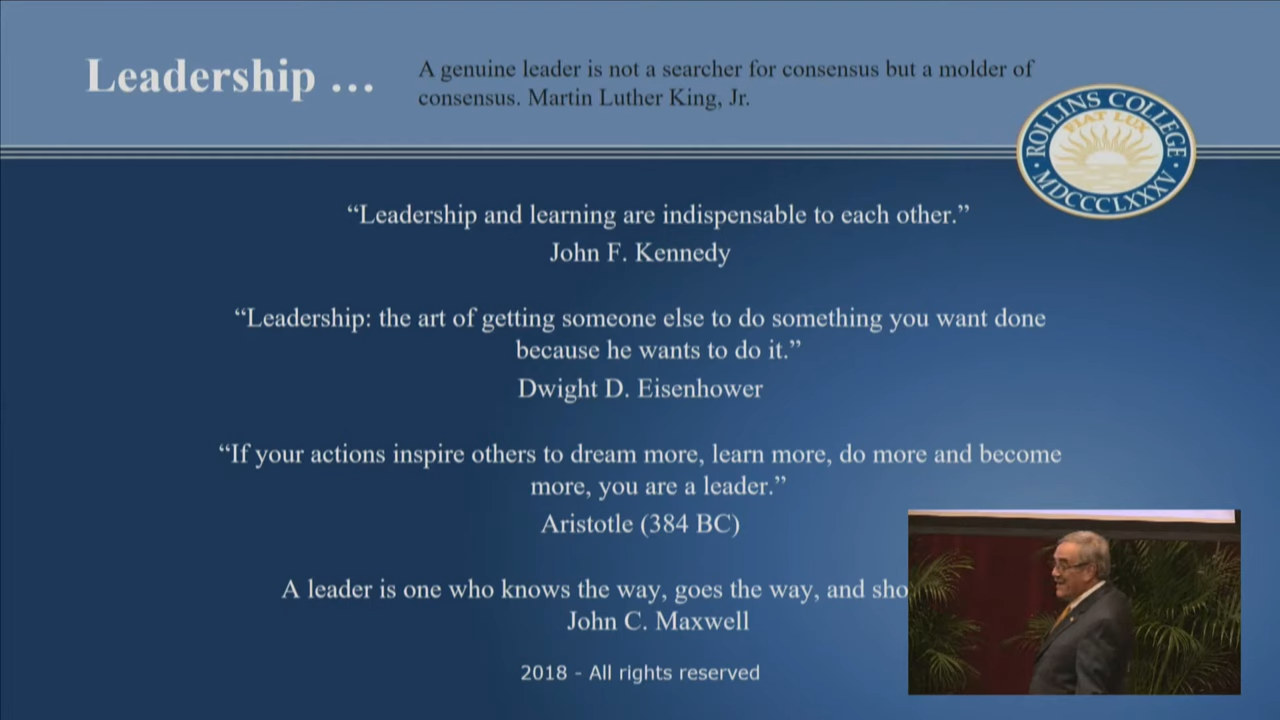 Leadership …
A genuine leader is not a searcher for consensus but a molder of
consensus. Martin Luther King, Jr.
ROLLINS COLLEGE
FIAT LUX
MDCCCLXXXV
“Leadership and learning are indispensable to each other.”
John F. Kennedy
“Leadership: the art of getting someone else to do something you want done
because he wants to do it.”
Dwight D. Eisenhower
“If your actions inspire others to dream more, learn more, do more and become
more, you are a leader.”
Aristotle (384 BC)
A leader is one who knows the way, goes the way, and sho
John C. Maxwell
2018 - All rights reserved